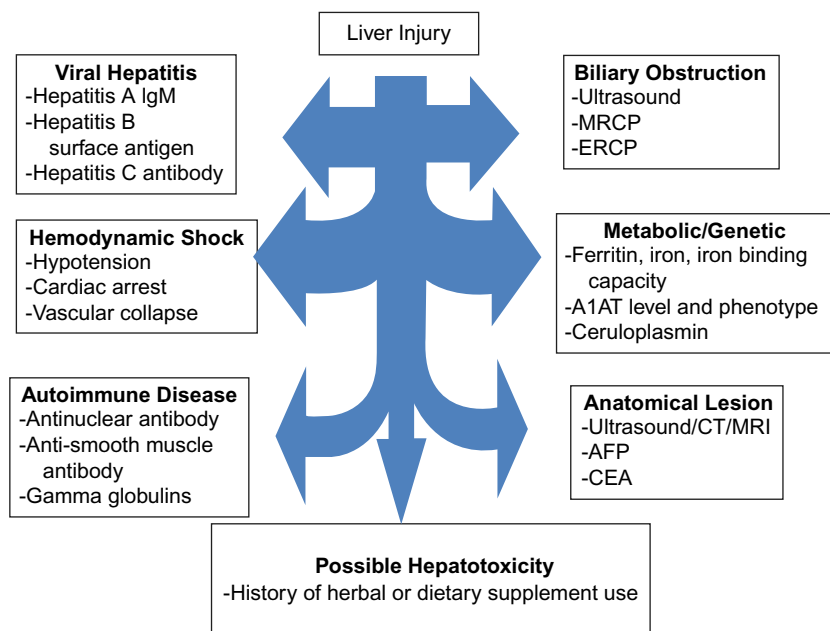 Liver Injury
Viral Hepatitis
-Hepatitis A IgM
-Hepatitis B
surface antigen
-Hepatitis C antibody
Biliary Obstruction
-Ultrasound
-MRCP
-ERCP
Hemodynamic Shock
-Hypotension
-Cardiac arrest
-Vascular collapse
Metabolic/Genetic
-Ferritin, iron, iron binding
capacity
-A1AT level and phenotype
-Ceruloplasmin
Autoimmune Disease
-Antinuclear antibody
-Anti-smooth muscle
antibody
-Gamma globulins
Anatomical Lesion
-Ultrasound/CT/MRI
-AFP
-CEA
Possible Hepatotoxicity
-History of herbal or dietary supplement use